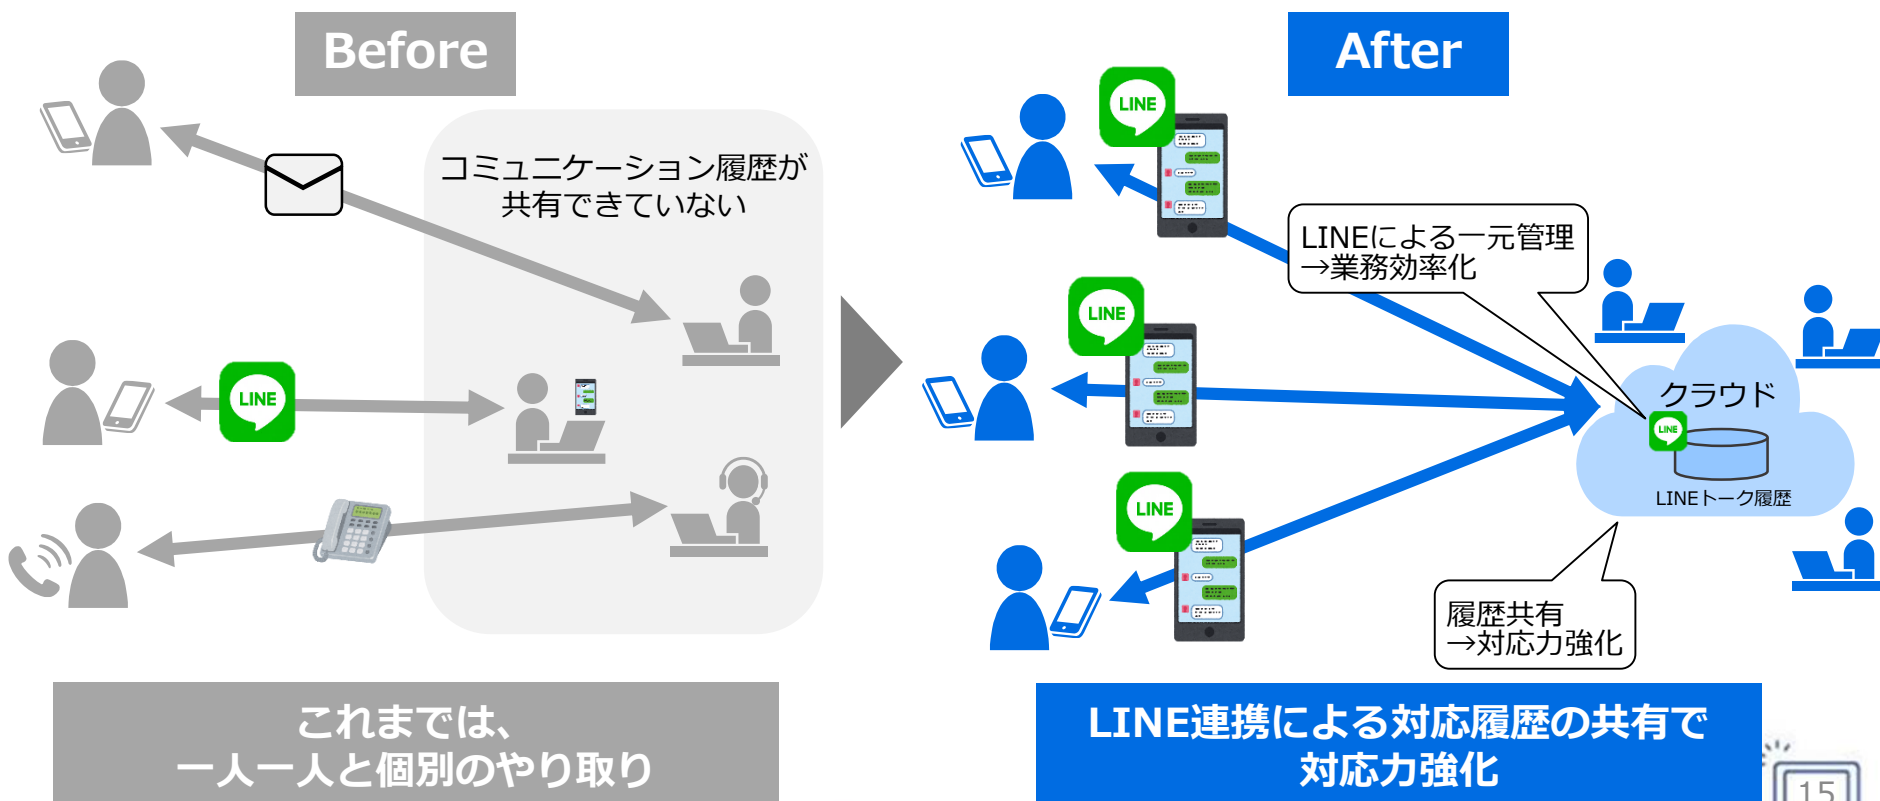 Before
コミュニケーション履歴が
共有できていない
LINE
これまでは、
一人一人と個別のやり取り
After
LINE
LINE
LINE
LINEによる一元管理
→業務効率化
クラウド
LINE
LINEトーク履歴
履歴共有
→対応力強化
LINE連携による対応履歴の共有で
対応力強化
15